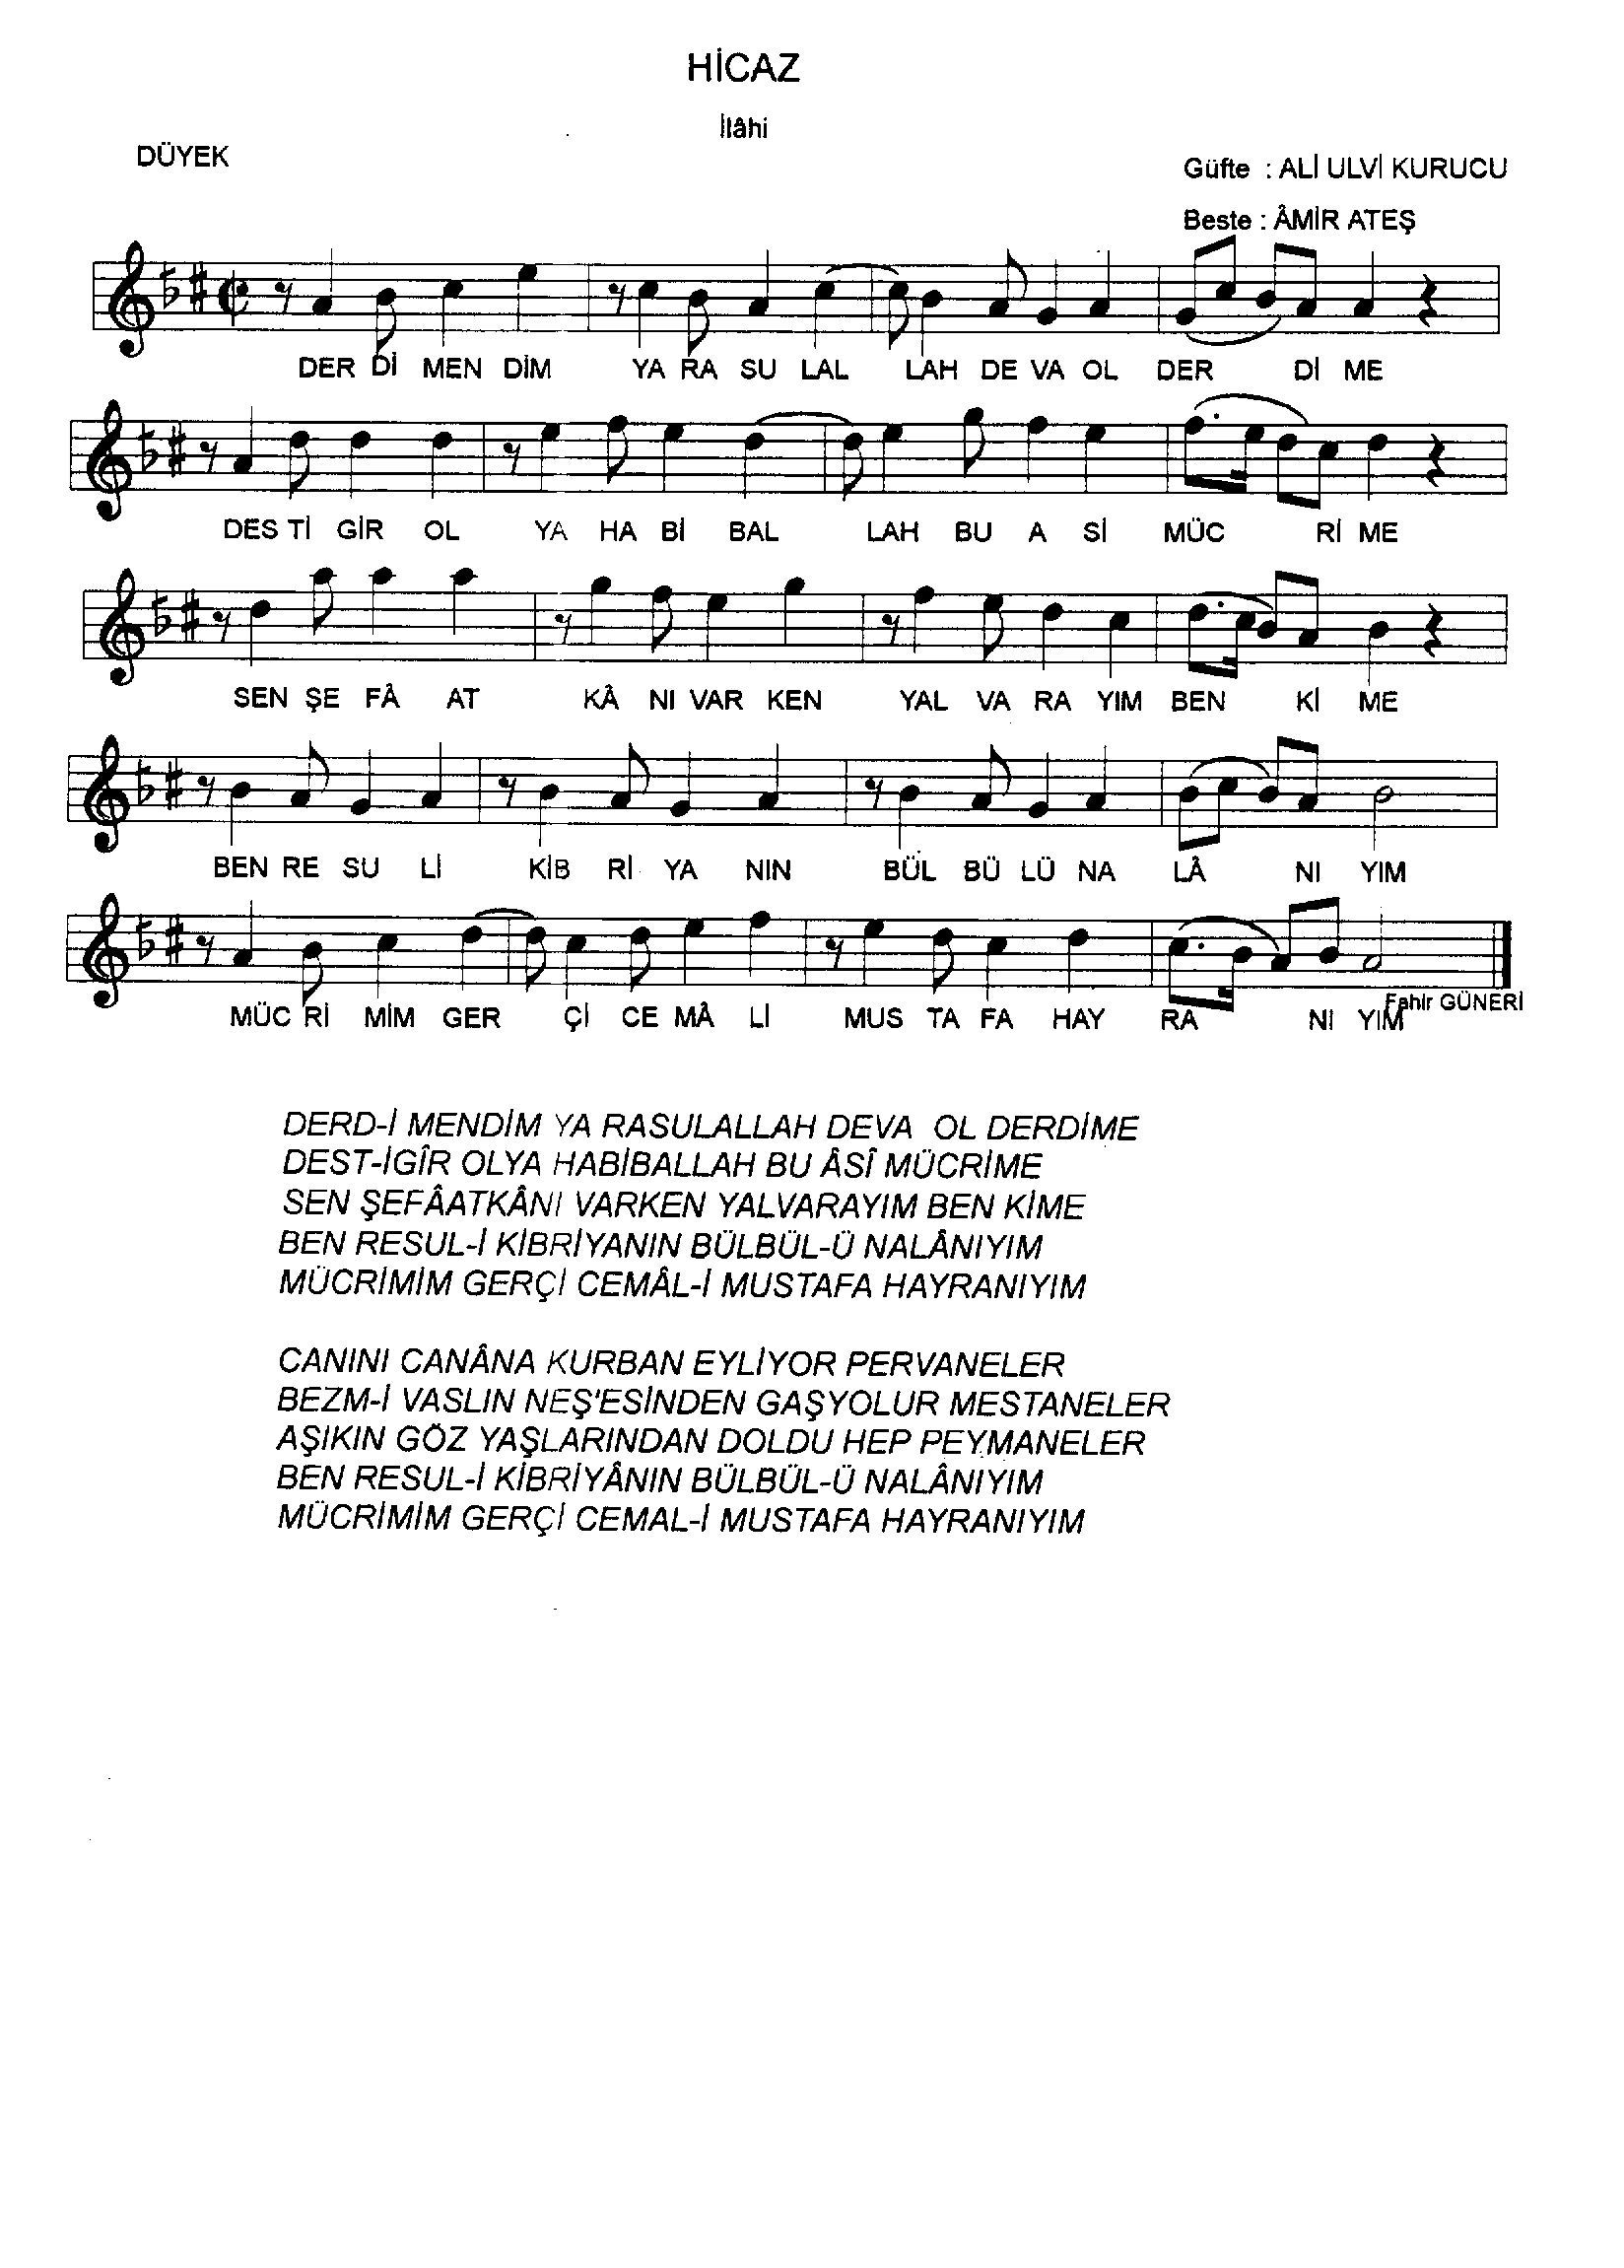 HİCAZ
İlâhi
DÜYEK
Güfte : ALİ ULVİ KURUCU
Beste : ÂMİR ATEŞ
DER Dİ MEN DİM YA RA SU LAL LAH DE VA OL DER Dİ ME
DES Tİ GİR OL YA HA Bİ BAL LAH BU A Sİ MÜC Rİ ME
SEN ŞE FÂ AT KÂ NI VAR KEN YAL VA RA YIM BEN Kİ ME
BEN RE SU Lİ KİB Rİ YA NIN BÜL BÜ LÜ NA LÂ NI YIM
MÜC Rİ MİM GER Çİ CE MÂ Lİ MUS TA FA HAY RA NI YIM
Fahir GÜNERİ
DERD-İ MENDİM YA RASULALLAH DEVA OL DERDİME
DEST-İGÎR OLYA HABİBALLAH BU ÂSÎ MÜCRİME
SEN ŞEFÂATKÂNI VARKEN YALVARAYIM BEN KİME
BEN RESUL-İ KİBRİYANIN BÜLBÜL-Ü NALÂNIYIM
MÜCRİMİM GERÇİ CEMÂL-İ MUSTAFA HAYRANIYIM
CANINI CANÂNA KURBAN EYLİYOR PERVANELER
BEZM-İ VASLIN NEŞ'ESİNDEN GAŞYOLUR MESTANELER
AŞIKIN GÖZ YAŞLARINDAN DOLDU HEP PEYMANELER
BEN RESUL-İ KİBRİYÂNIN BÜLBÜL-Ü NALÂNIYIM
MÜCRİMİM GERÇİ CEMAL-İ MUSTAFA HAYRANIYIM